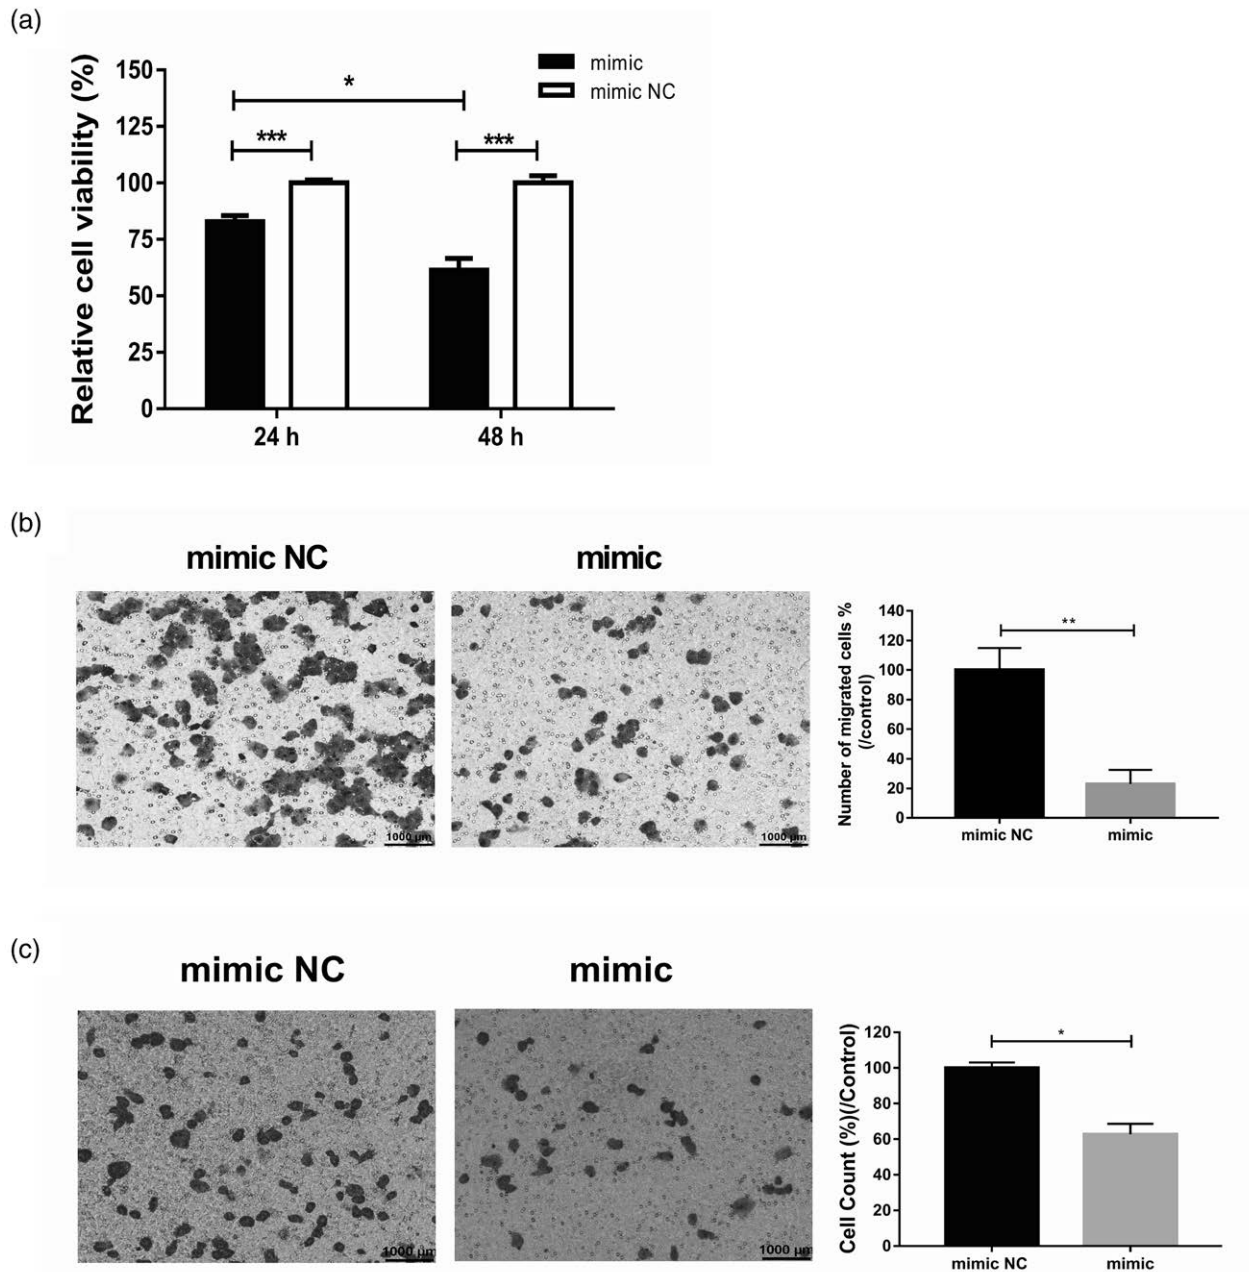 (a)
Relative cell viability (%)
150
125
100
75
50
25
0
*
***
***
mimic
mimic NC
24 h
48 h
(b)
mimic NC
mimic
1000 µm
1000 µm
Number of migrated cells %
(/control)
140
120
100
80
60
40
20
0
**
mimic NC
mimic
(c)
mimic NC
mimic
1000 µm
1000 µm
Cell Count (%)(/Control)
120
100
80
60
40
20
0
*
mimic NC
mimic